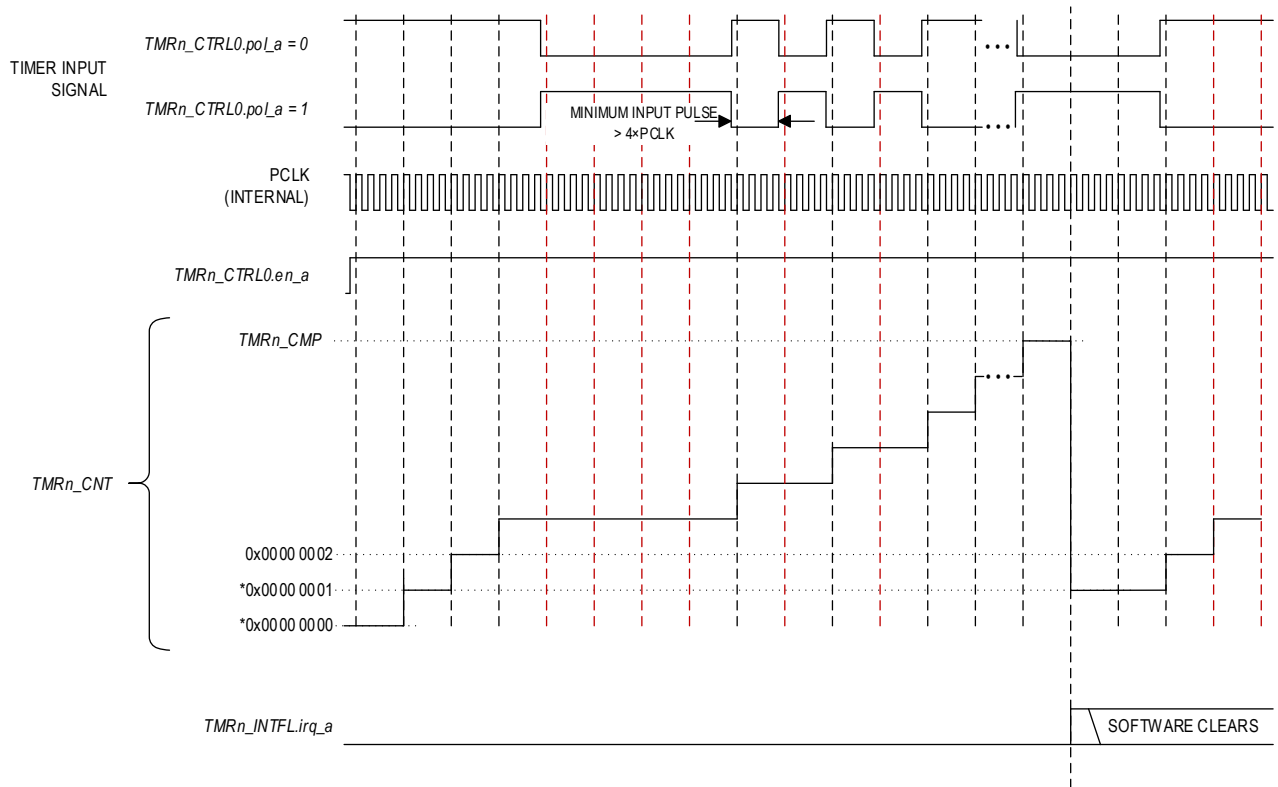 TMRn_CTRL0.pol_a = 0
TIMER INPUT
SIGNAL
TMRn_CTRL0.pol_a = 1
MINIMUM INPUT PULSE
> 4×PCLK
PCLK
(INTERNAL)
TMRn_CTRL0.en_a
TMRn_CMP
TMRn_CNT
0x0000 0002
*0x0000 0001
*0x0000 0000
TMRn_INTFL.irq_a
SOFTWARE CLEARS